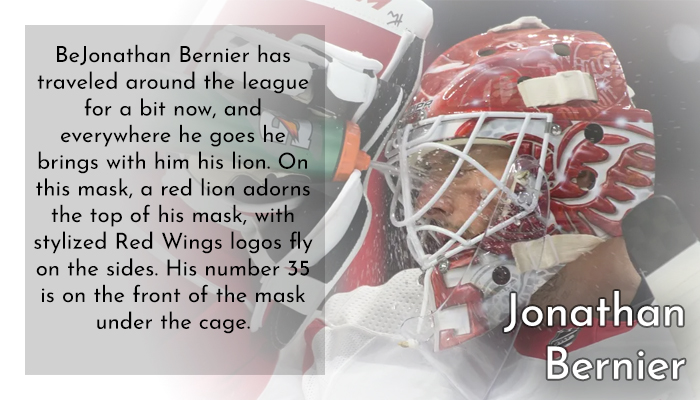 BeJonathan Bernier has
traveled around the league
for a bit now, and
everywhere he goes he
brings with him his lion. On
this mask, a red lion adorns
the top of his mask, with
stylized Red Wings logos fly
on the sides. His number 35
is on the front of the mask
under the cage.
Jonathan
Bernier